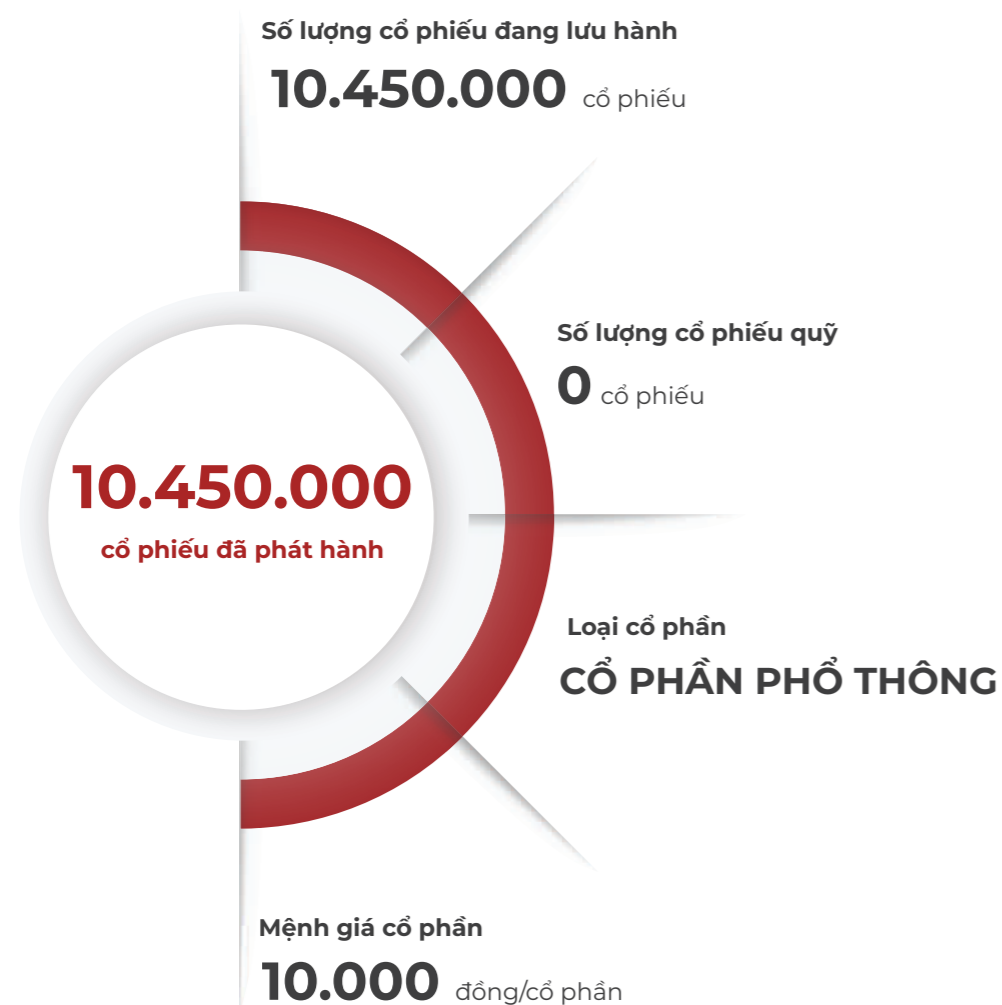 Số lượng cổ phiếu đang lưu hành
10.450.000 cổ phiếu
Số lượng cổ phiếu quỹ
0 cổ phiếu
10.450.000
cổ phiếu đã phát hành
Loại cổ phần
CỔ PHẦN PHỔ THÔNG
Mệnh giá cổ phần
10.000 đồng/cổ phần